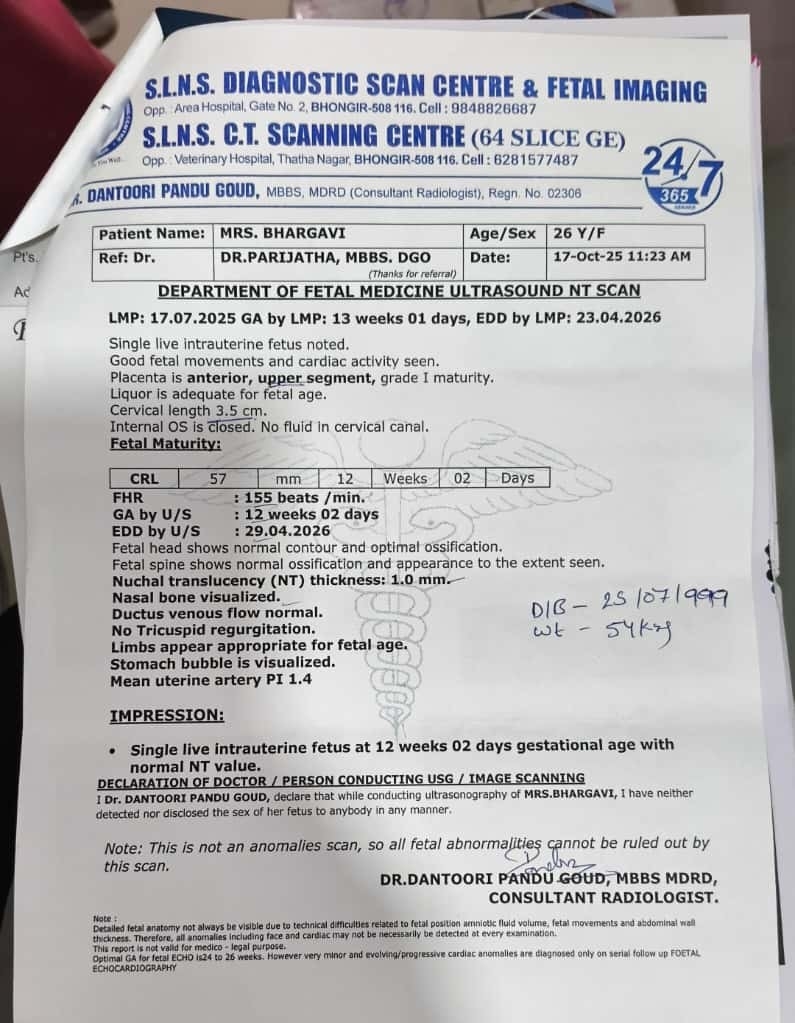 S.L.N.S. DIAGNOSTIC SCAN CENTRE & FETAL IMAGING
Opp. : Area Hospital, Gate No. 2, BHONGIR-508 116. Cell : 9848826687
S.L.N.S. C.T. SCANNING CENTRE (64 SLICE GE)
Opp. : Veterinary Hospital, Thatha Nagar, BHONGIR-508 116. Cell : 6281577487
You Well..
24/7
365
R. DANTOORI PANDU GOUD, MBBS, MDRD (Consultant Radiologist), Regn. No. 02306
Pt's.
Patient Name: MRS. BHARGAVI Age/Sex 26 Y/F
Ref: Dr. DR.PARIJATHA, MBBS. DGO Date: 17-Oct-25 11:23 AM
(Thanks for referral)
DEPARTMENT OF FETAL MEDICINE ULTRASOUND NT SCAN
LMP: 17.07.2025 GA by LMP: 13 weeks 01 days, EDD by LMP: 23.04.2026
Single live intrauterine fetus noted.
Good fetal movements and cardiac activity seen.
Placenta is anterior, upper segment, grade I maturity.
Liquor is adequate for fetal age.
Cervical length 3.5 cm.
Internal OS is closed. No fluid in cervical canal.
Fetal Maturity:
CRL 57 mm 12 Weeks 02 Days
FHR : 155 beats /min.
GA by U/S : 12 weeks 02 days
EDD by U/S : 29.04.2026
Fetal head shows normal contour and optimal ossification.
Fetal spine shows normal ossification and appearance to the extent seen.
Nuchal translucency (NT) thickness: 1.0 mm.
Nasal bone visualized.
Ductus venous flow normal.
No Tricuspid regurgitation.
Limbs appear appropriate for fetal age.
Stomach bubble is visualized.
Mean uterine artery PI 1.4
D/B - 25/07/1999
wt - 54kg
IMPRESSION:
• Single live intrauterine fetus at 12 weeks 02 days gestational age with
normal NT value.
DECLARATION OF DOCTOR / PERSON CONDUCTING USG / IMAGE SCANNING
I Dr. DANTOORI PANDU GOUD, declare that while conducting ultrasonography of MRS.BHARGAVI, I have neither
detected nor disclosed the sex of her fetus to anybody in any manner.
Note: This is not an anomalies scan, so all fetal abnormalities cannot be ruled out by
this scan.
DR.DANTOORI PANDU GOUD, MBBS MDRD,
CONSULTANT RADIOLOGIST.
Note :
Detailed fetal anatomy not always be visible due to technical difficulties related to fetal position amniotic fluid volume, fetal movements and abdominal wall
thickness. Therefore, all anomalies including face and cardiac may not be necessarily be detected at every examination.
This report is not valid for medico - legal purpose.
Optimal GA for fetal ECHO is24 to 26 weeks. However very minor and evolving/progressive cardiac anomalies are diagnosed only on serial follow up FOETAL
ECHOCARDIOGRAPHY